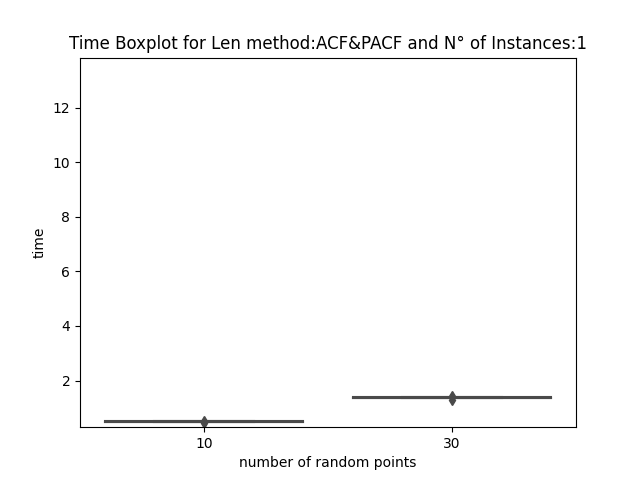 Time Boxplot for Len method:ACF&PACF and N° of Instances:1
12
10
8
6
4
2
time
10 30
number of random points